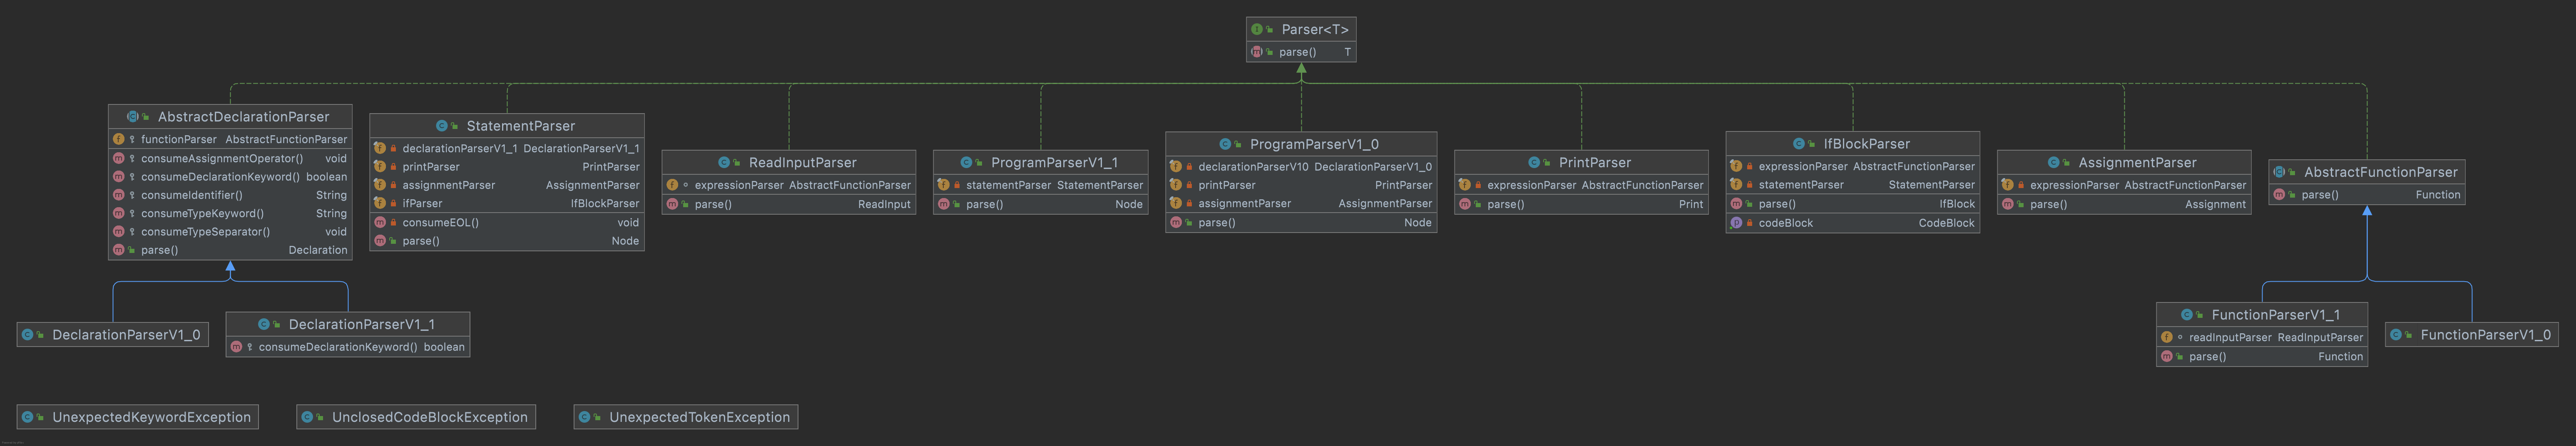 Parser<T>
parse() T
AbstractDeclarationParser
functionParser AbstractFunctionParser
consumeAssignmentOperator() void
consumeDeclarationKeyword() boolean
consumeIdentifier() String
consumeTypeKeyword() String
consumeTypeSeparator() void
parse() Declaration
StatementParser
declarationParserV1_1 DeclarationParserV1_1
printParser PrintParser
assignmentParser AssignmentParser
ifParser IfBlockParser
consumeEOL() void
parse() Node
ReadInputParser
expressionParser AbstractFunctionParser
parse() ReadInput
ProgramParserV1_1
statementParser StatementParser
parse() Node
ProgramParserV1_0
declarationParserV10 DeclarationParserV1_0
printParser PrintParser
assignmentParser AssignmentParser
parse() Node
PrintParser
expressionParser AbstractFunctionParser
parse() Print
IfBlockParser
expressionParser AbstractFunctionParser
statementParser StatementParser
parse() IfBlock
codeBlock CodeBlock
AssignmentParser
expressionParser AbstractFunctionParser
parse() Assignment
AbstractFunctionParser
parse() Function
DeclarationParserV1_0
DeclarationParserV1_1
consumeDeclarationKeyword() boolean
FunctionParserV1_1
readInputParser ReadInputParser
parse() Function
FunctionParserV1_0
UnexpectedKeywordException
UnclosedCodeBlockException
UnexpectedTokenException